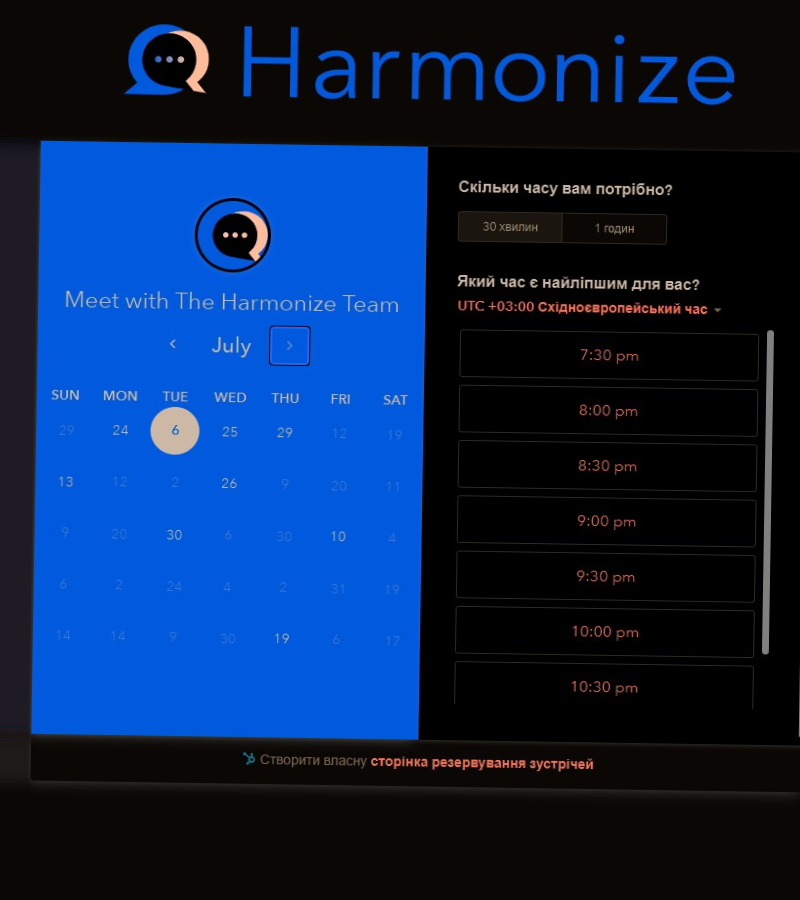 Harmonize
Meet with The Harmonize Team
July
SUN MON TUE WED THU FRI SAT
29 24 6 25 29 12 19
13 12 2 26 9 20 11
9 20 30 6 30 10 4
6 2 24 4 2 31 19
14 14 9 30 19 6 17
Скільки часу вам потрібно?
30 хвилин 1 годин
Який час є найліпшим для вас?
UTC +03:00 Східноєвропейський час
7:30 pm
8:00 pm
8:30 pm
9:00 pm
9:30 pm
10:00 pm
10:30 pm
Створити власну сторінка резервування зустрічей